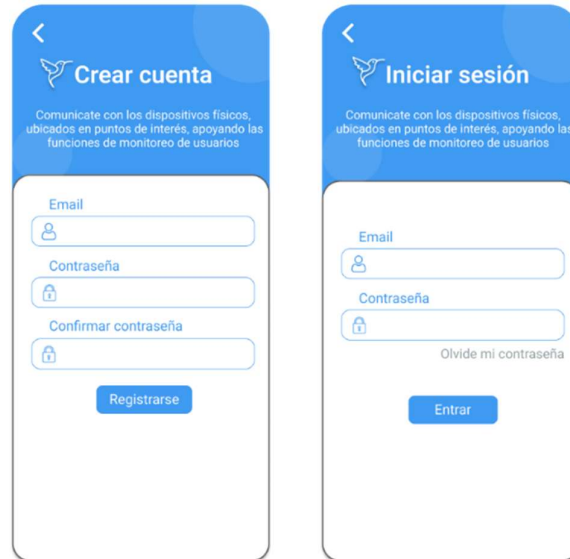 Crear cuenta
Comunicate con los dispositivos físicos,
ubicados en puntos de interés, apoyando las
funciones de monitoreo de usuarios
Email
Contraseña
Confirmar contraseña
Registrarse
Iniciar sesión
Comunicate con los dispositivos físicos,
ubicados en puntos de interés, apoyando las
funciones de monitoreo de usuarios
Email
Contraseña
Olvide mi contraseña
Entrar